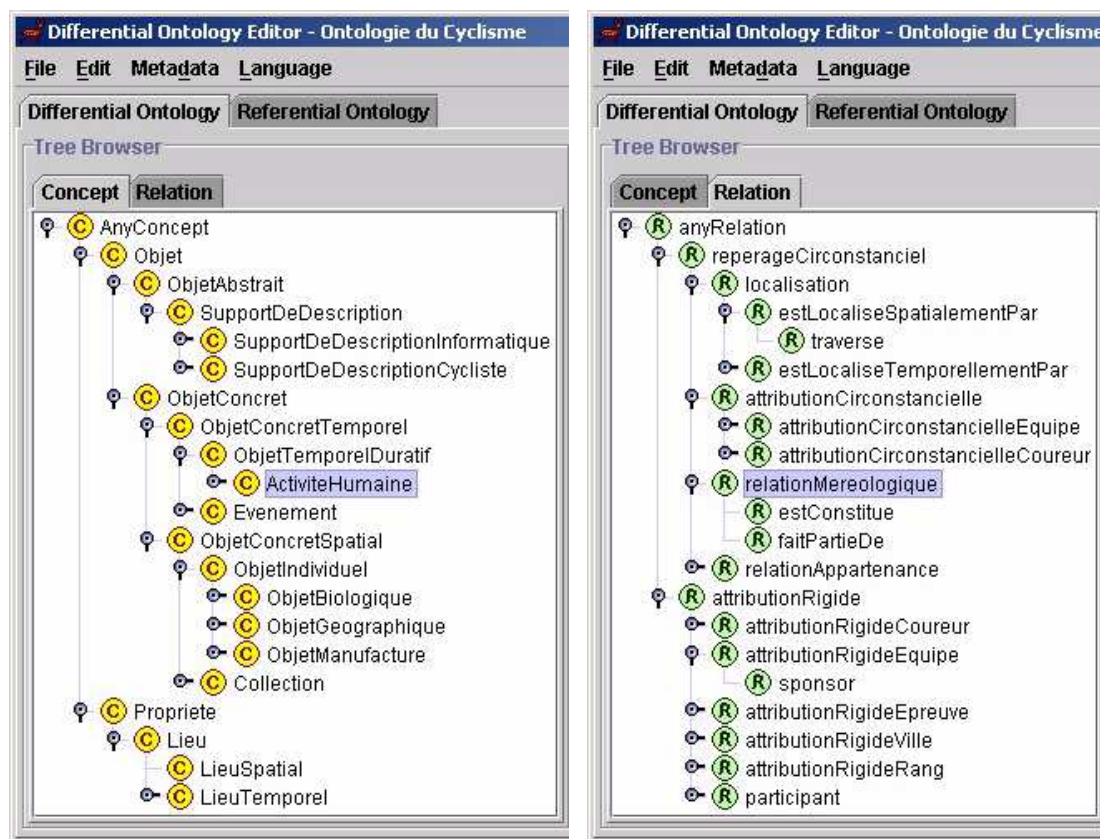 Differential Ontology Editor - Ontologie du Cyclisme
File Edit Metadata Language
Differential Ontology Referential Ontology
Tree Browser
Concept Relation
C AnyConcept
C Objet
C ObjetAbstrait
C SupportDeDescription
C SupportDeDescriptionInformatique
C SupportDeDescriptionCycliste
C ObjetConcret
C ObjetConcretTemporel
C ObjetTemporelDuratif
C ActiviteHumaine
C Evenement
C ObjetConcretSpatial
C ObjetIndividuel
C ObjetBiologique
C ObjetGeographique
C ObjetManufacture
C Collection
C Propriete
C Lieu
C LieuSpatial
C LieuTemporel
Differential Ontology Editor - Ontologie du Cyclisme
File Edit Metadata Language
Differential Ontology Referential Ontology
Tree Browser
Concept Relation
R anyRelation
R reperageCirconstanciel
R localisation
R estLocaliseSpatialementPar
R traverse
R estLocaliseTemporellementPar
R attributionCirconstancielle
R attributionCirconstancielleEquipe
R attributionCirconstancielleCoureur
R relationMereologique
R estConstitue
R faitPartieDe
R relationAppartenance
R attributionRigide
R attributionRigideCoureur
R attributionRigideEquipe
R sponsor
R attributionRigideEpreuve
R attributionRigideVille
R attributionRigideRang
R participant